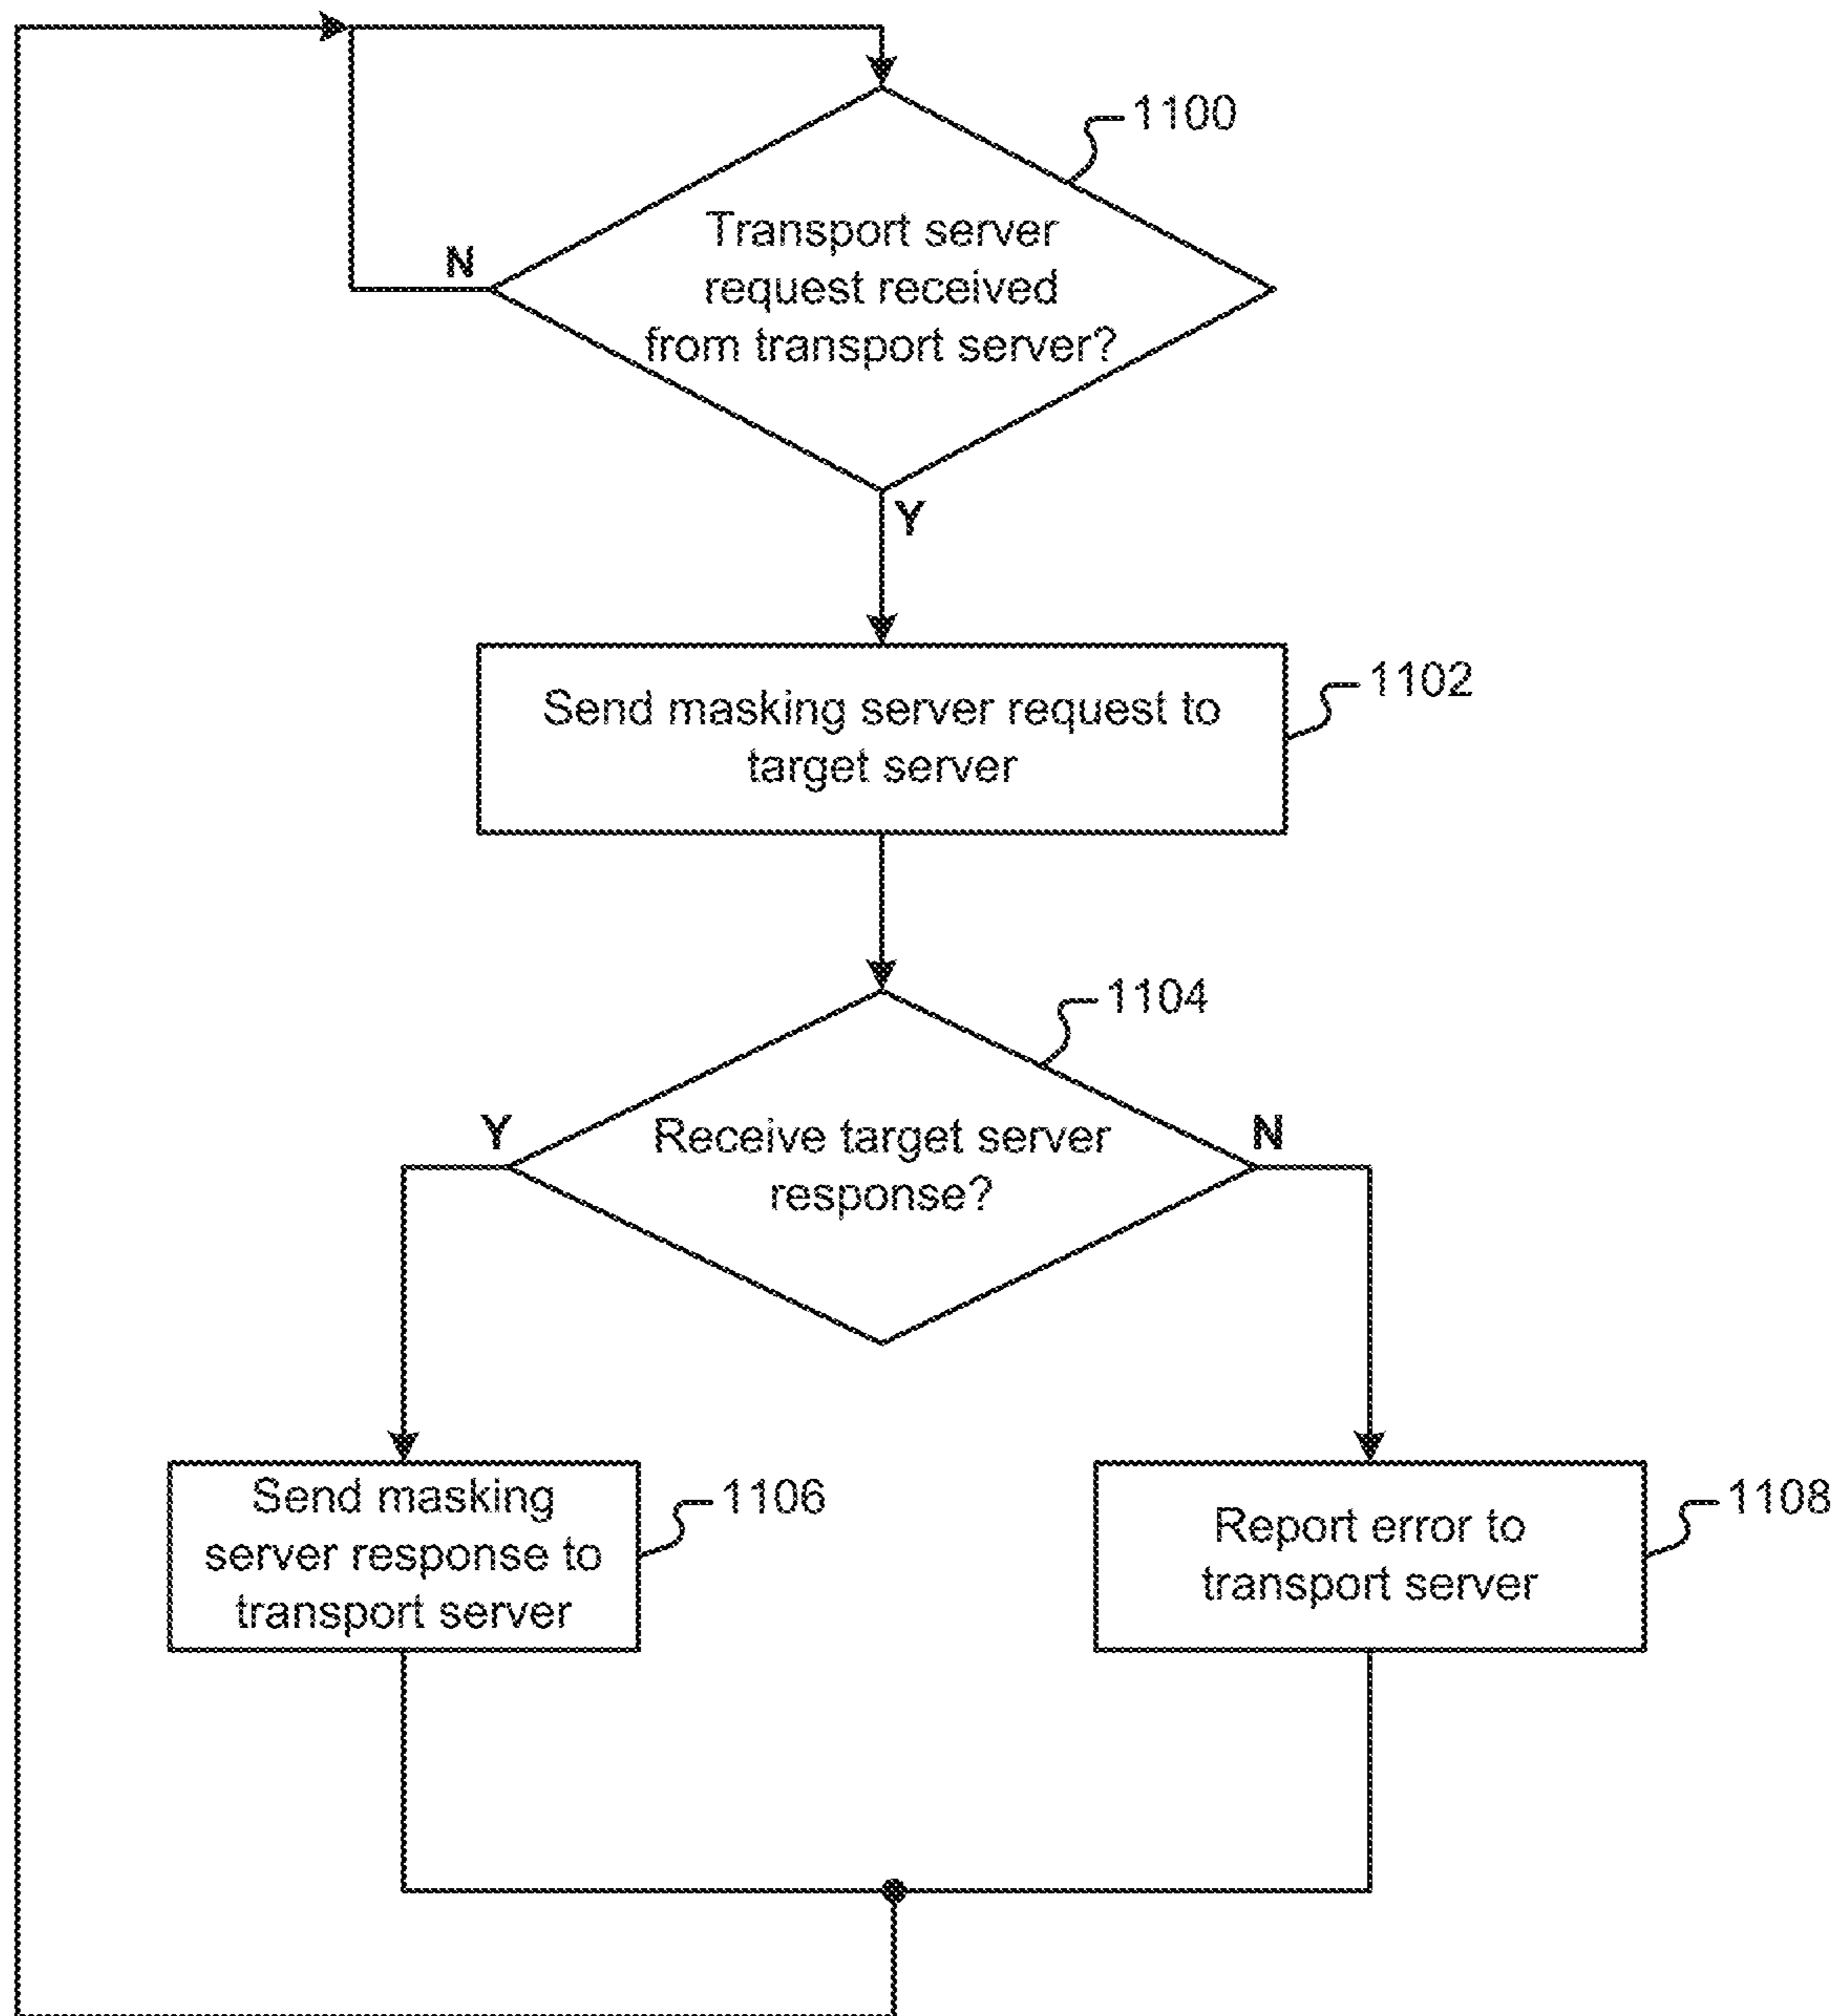 1100
Transport server
request received
from transport server?
N
Y
Send masking server request to
target server
1102
1104
Y
Receive target server
response?
N
Send masking
server response to
transport server
1106
Report error to
transport server
1108